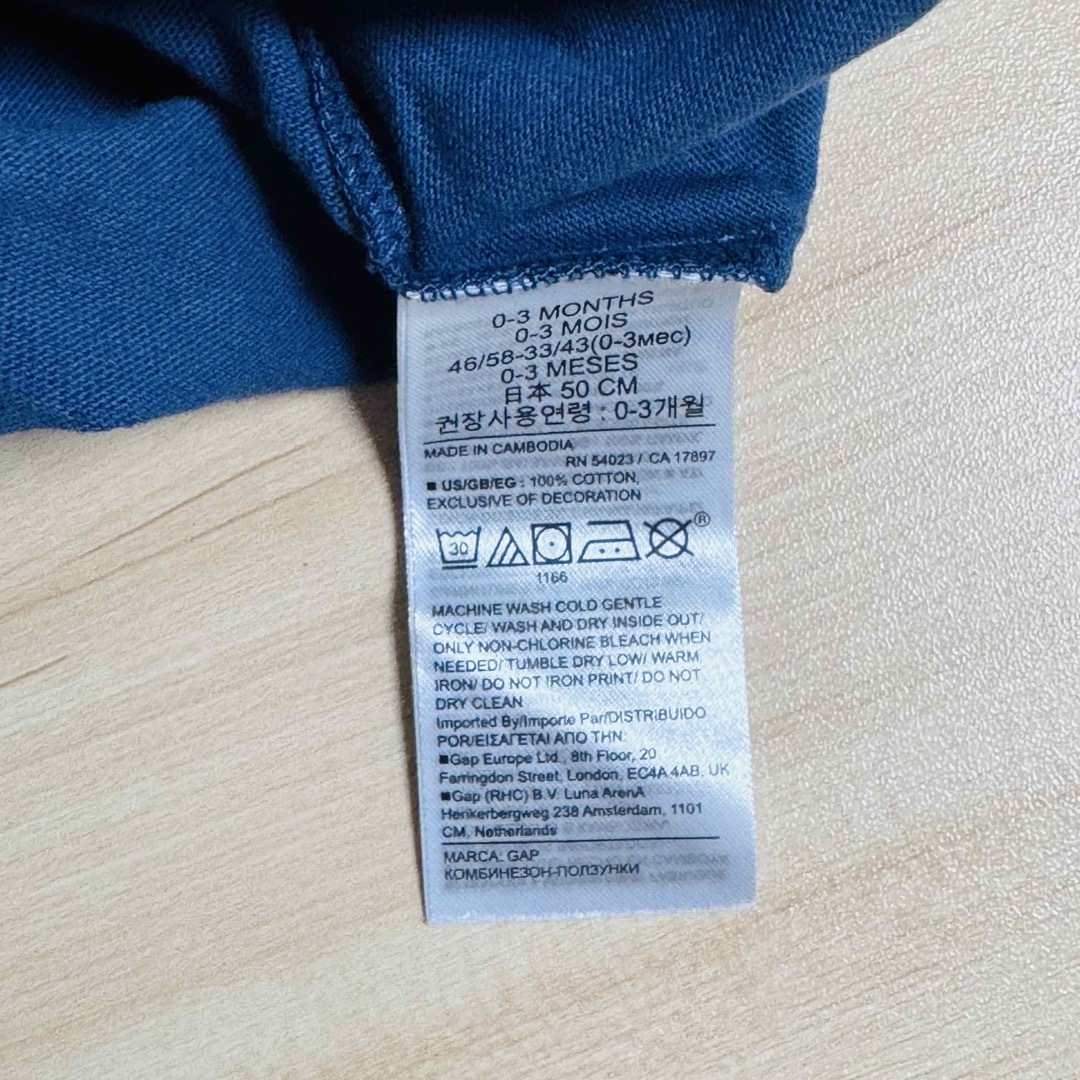 0-3 MONTHS
0-3 MOIS
46/58-33/43(0-3мес)
0-3 MESES
日本 50 CM
권장사용연령 : 0-3개월
MADE IN CAMBODIA
RN 54023 / CA 17897
■ US/GB/EG : 100% COTTON,
EXCLUSIVE OF DECORATION
30
®
1166
MACHINE WASH COLD GENTLE
CYCLE/ WASH AND DRY INSIDE OUT/
ONLY NON-CHLORINE BLEACH WHEN
NEEDED/ TUMBLE DRY LOW/ WARM
IRON/ DO NOT IRON PRINT/ DO NOT
DRY CLEAN
Imported By/Importe Par/DISTRIBUIDO
POR/ΕΙΣΑΓΕΤΑΙ ΑΠΟ ΤΗΝ:
■Gap Europe Ltd., 8th Floor, 20
Farringdon Street, London, EC4A 4AB, UK
■Gap (RHC) B.V. Luna ArenA
Herikerbergweg 238 Amsterdam, 1101
CM, Netherlands
MARCA: GAP
КОМБИНЕЗОН-ПОЛЗУНКИ